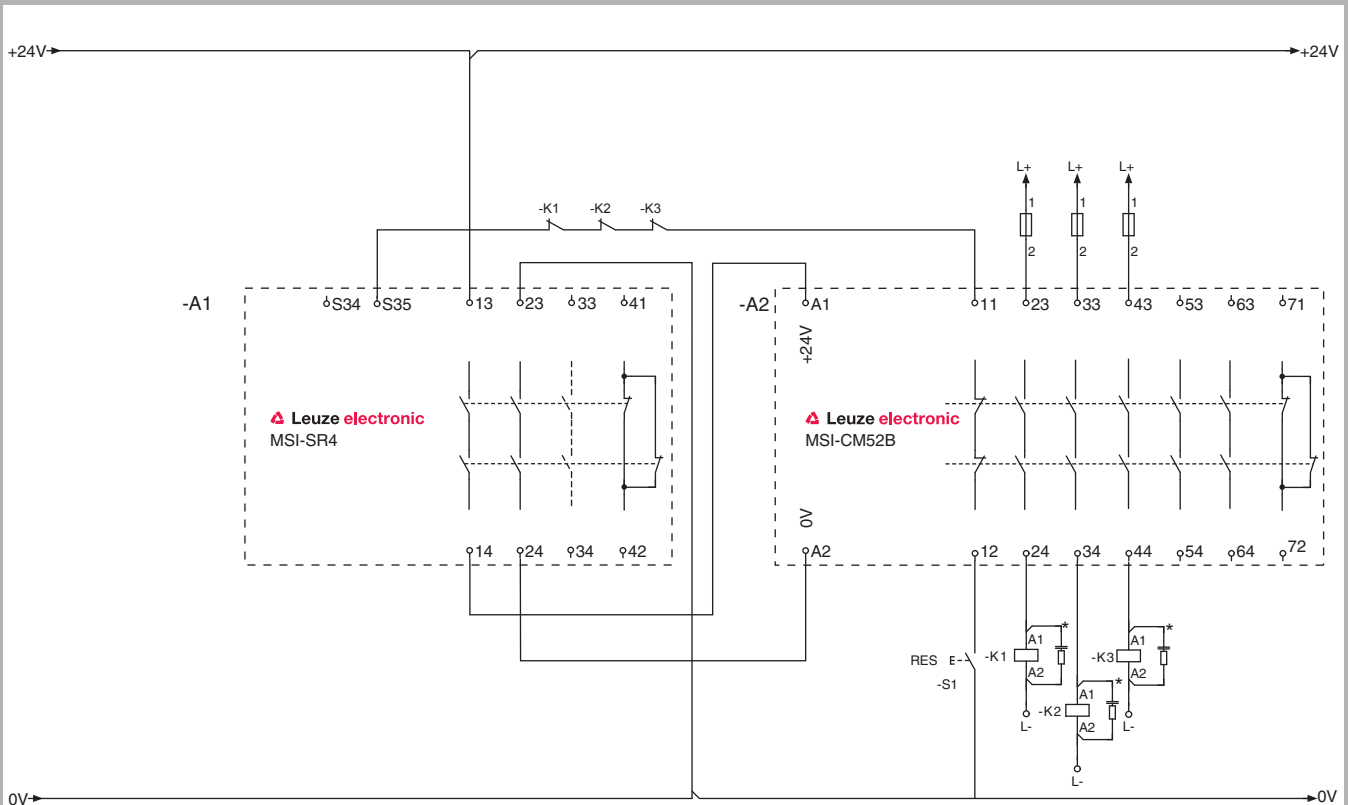 +24V +24V
L+ L+ L+
1 1 1
-K1 -K2 -K3
2 2 2
-A1 S34 S35 13 23 33 41 -A2 A1 11 23 33 43 53 63 71
+24V
Leuze electronic
MSI-SR4
Leuze electronic
MSI-CM52B
0V
14 24 34 42 A2 12 24 34 44 54 64 72
* *
RES -K1 A1 -K3 A1
A2 A2
-S1
*
A1
-K2
A2
L- L-
L-
0V 0V